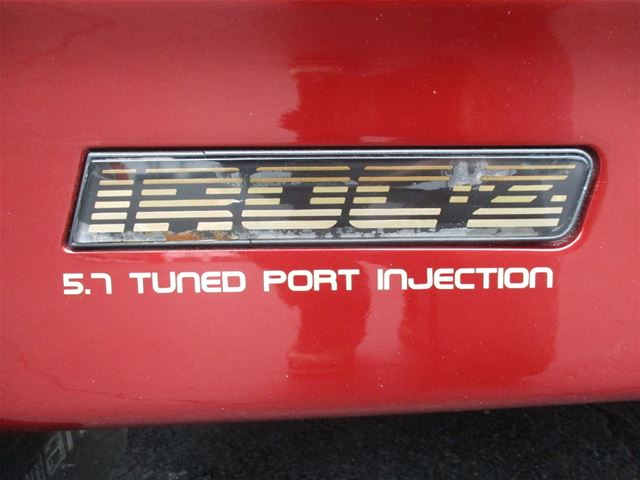 IROC-Z
5.7 TUNED PORT INJECTION